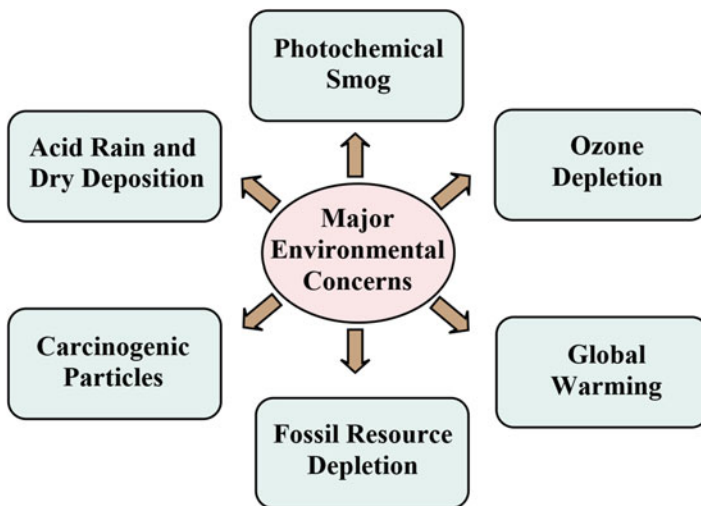 Photochemical
Smog
Acid Rain and
Dry Deposition
Ozone
Depletion
Major
Environmental
Concerns
Carcinogenic
Particles
Global
Warming
Fossil Resource
Depletion